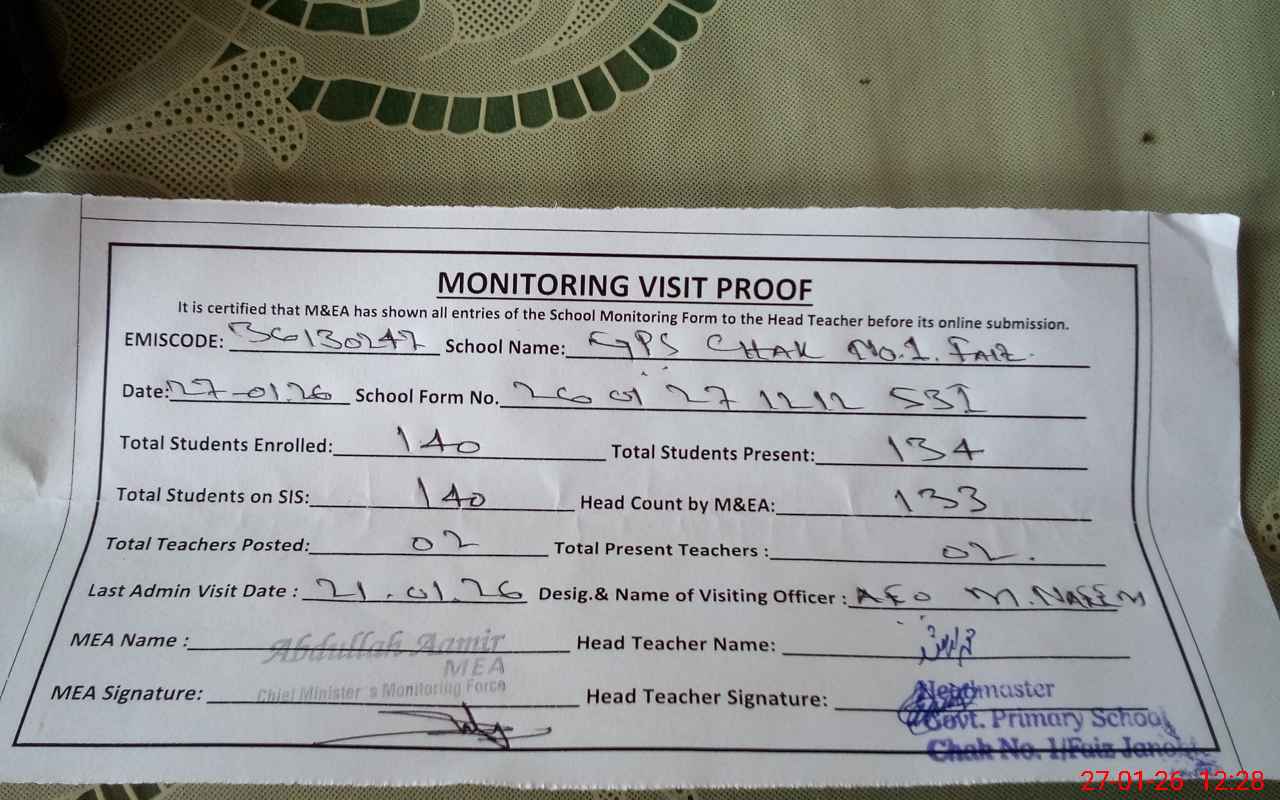 MONITORING VISIT PROOF
It is certified that M&EA has shown all entries of the School Monitoring Form to the Head Teacher before its online submission.
EMISCODE: 36130247 School Name: GPS CHAK No.1. FAIZ.
Date: 27-01.26 School Form No. 26 01 27 1212 531
Total Students Enrolled: 140 Total Students Present: 134
Total Students on SIS: 140 Head Count by M&EA: 133
Total Teachers Posted: 02 Total Present Teachers : 02.
Last Admin Visit Date : 21.01.26 Desig.& Name of Visiting Officer : AEO M.NAEEM
MEA Name : Abdullah Aamir Head Teacher Name:
MEA
MEA Signature: Chief Minister's Monitoring Force Head Teacher Signature: Headmaster
Govt. Primary School
Chak No. 1/Faiz
27-01-26 12:28